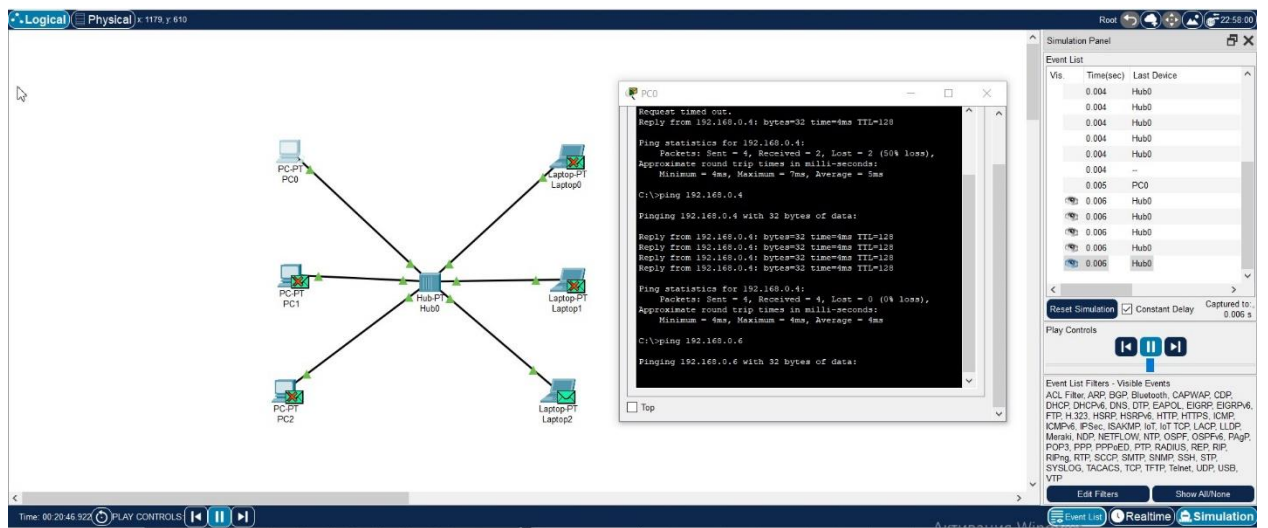 Logical Physical x: 1179, y: 610 Root 22:58:00
PC-PT
PC0
PC-PT
PC1
PC-PT
PC2
Hub-PT
Hub0
Laptop-PT
Laptop0
Laptop-PT
Laptop1
Laptop-PT
Laptop2
PC0
Request timed out.
Reply from 192.168.0.4: bytes=32 time=4ms TTL=128
Ping statistics for 192.168.0.4:
Packets: Sent = 4, Received = 2, Lost = 2 (50% loss),
Approximate round trip times in milli-seconds:
Minimum = 4ms, Maximum = 7ms, Average = 5ms
C:\>ping 192.168.0.4
Pinging 192.168.0.4 with 32 bytes of data:
Reply from 192.168.0.4: bytes=32 time=4ms TTL=128
Reply from 192.168.0.4: bytes=32 time=4ms TTL=128
Reply from 192.168.0.4: bytes=32 time=4ms TTL=128
Reply from 192.168.0.4: bytes=32 time=4ms TTL=128
Ping statistics for 192.168.0.4:
Packets: Sent = 4, Received = 4, Lost = 0 (0% loss),
Approximate round trip times in milli-seconds:
Minimum = 4ms, Maximum = 4ms, Average = 4ms
C:\>ping 192.168.0.6
Pinging 192.168.0.6 with 32 bytes of data:
Top
Simulation Panel
Event List
Vis. Time(sec) Last Device
0.004 Hub0
0.004 Hub0
0.004 Hub0
0.004 Hub0
0.004 Hub0
0.004 --
0.005 PC0
0.006 Hub0
0.006 Hub0
0.006 Hub0
0.006 Hub0
0.006 Hub0
Reset Simulation Constant Delay Captured to:
0.006 s
Play Controls
Event List Filters - Visible Events
ACL Filter, ARP, BGP, Bluetooth, CAPWAP, CDP,
DHCP, DHCPv6, DNS, DTP, EAPOL, EIGRP, EIGRPv6,
FTP, H.323, HSRP, HSRPv6, HTTP, HTTPS, ICMP,
ICMPv6, IPSec, ISAKMP, IoT, IoT TCP, LACP, LLDP,
Meraki, NDP, NETFLOW, NTP, OSPF, OSPFv6, PAgP,
POP3, PPP, PPPoED, PTP, RADIUS, REP, RIP,
RIPng, RTP, SCCP, SMTP, SNMP, SSH, STP,
SYSLOG, TACACS, TCP, TFTP, Telnet, UDP, USB,
VTP
Edit Filters Show All/None
Time: 00:20:46.922 PLAY CONTROLS: Event List Realtime Simulation